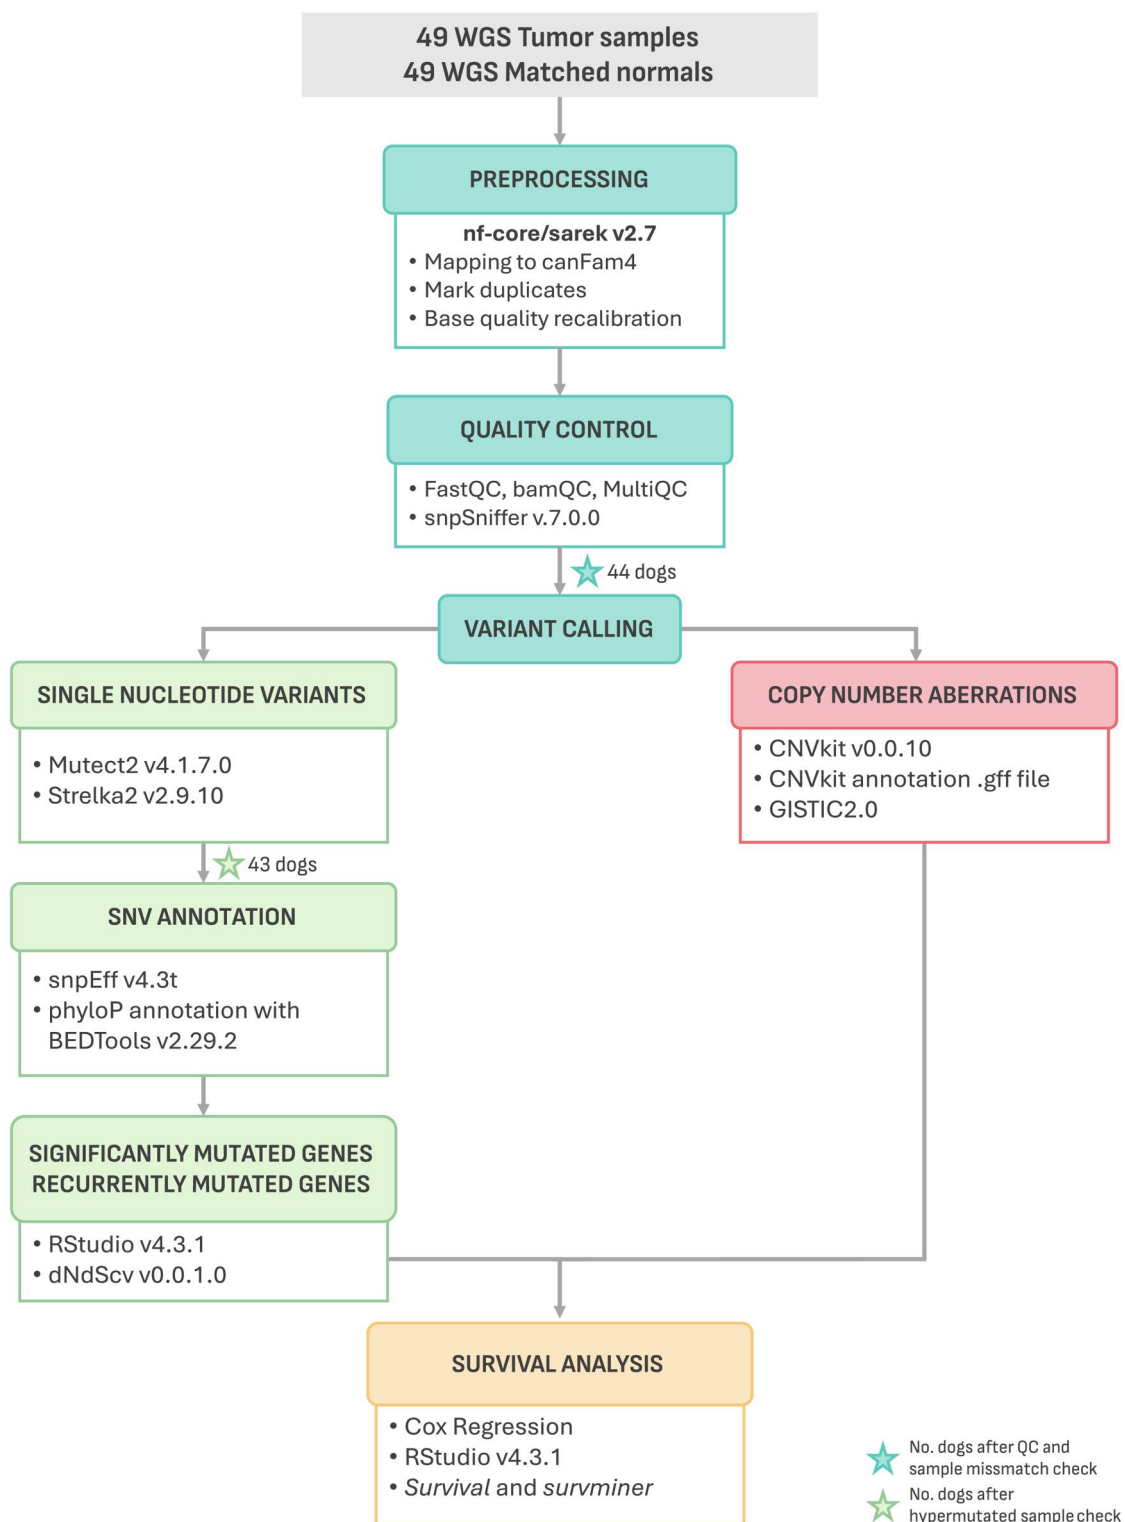 49 WGS Tumor samples
49 WGS Matched normals
PREPROCESSING
nf-core/sarek v2.7
• Mapping to canFam4
• Mark duplicates
• Base quality recalibration
QUALITY CONTROL
• FastQC, bamQC, MultiQC
• snpSniffer v.7.0.0
44 dogs
VARIANT CALLING
SINGLE NUCLEOTIDE VARIANTS
• Mutect2 v4.1.7.0
• Strelka2 v2.9.10
COPY NUMBER ABERRATIONS
• CNVkit v0.0.10
• CNVkit annotation .gff file
• GISTIC2.0
43 dogs
SNV ANNOTATION
• snpEff v4.3t
• phyloP annotation with
BEDTools v2.29.2
SIGNIFICANTLY MUTATED GENES
RECURRENTLY MUTATED GENES
• RStudio v4.3.1
• dNdScv v0.0.1.0
SURVIVAL ANALYSIS
• Cox Regression
• RStudio v4.3.1
• Survival and survminer
No. dogs after QC and
sample missmatch check
No. dogs after
hypermutated sample check